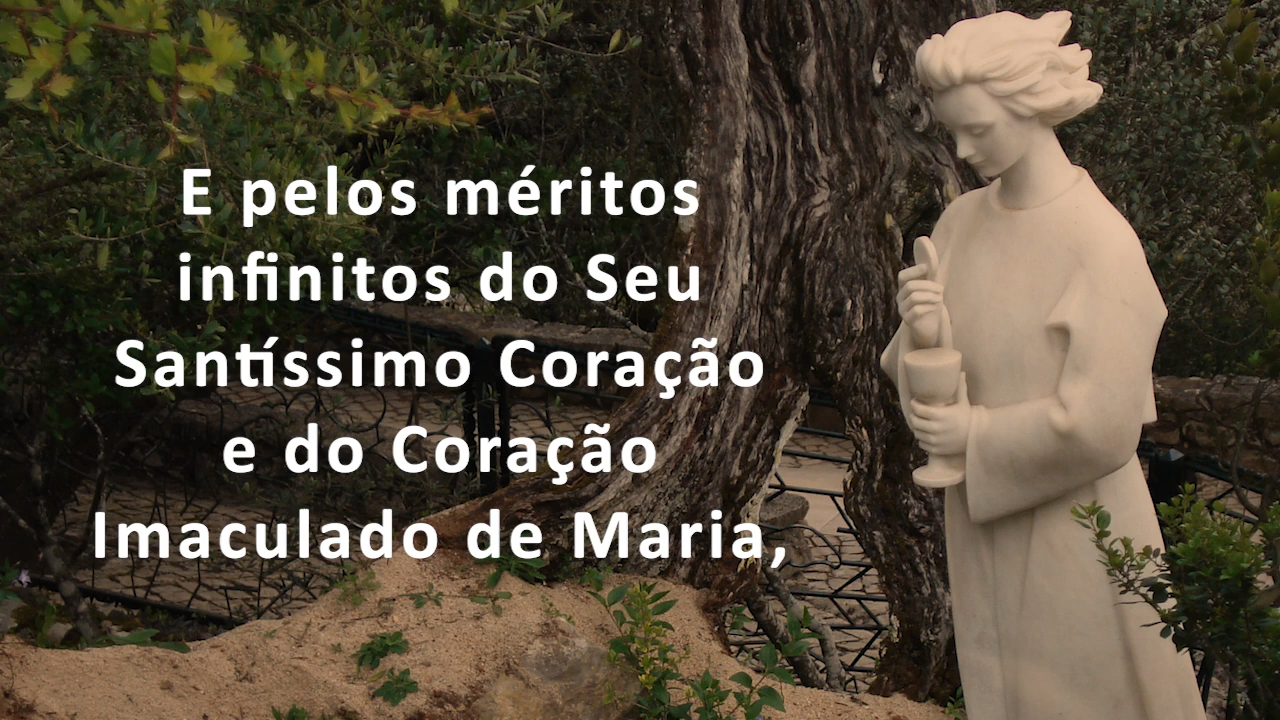 E pelos méritos
infinitos do Seu
Santíssimo Coração
e do Coração
Imaculado de Maria,